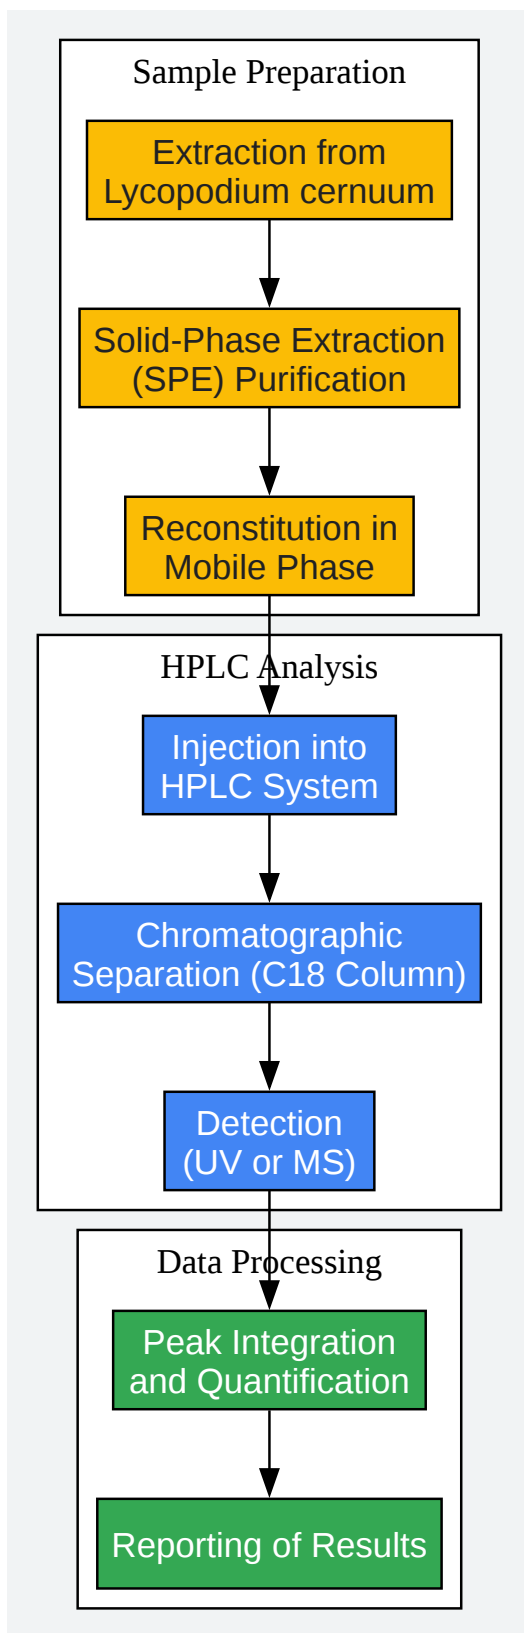 Sample Preparation
Extraction from
Lycopodium cernuum
Solid-Phase Extraction
(SPE) Purification
Reconstitution in
Mobile Phase
HPLC Analysis
Injection into
HPLC System
Chromatographic
Separation (C18 Column)
Detection
(UV or MS)
Data Processing
Peak Integration
and Quantification
Reporting of Results